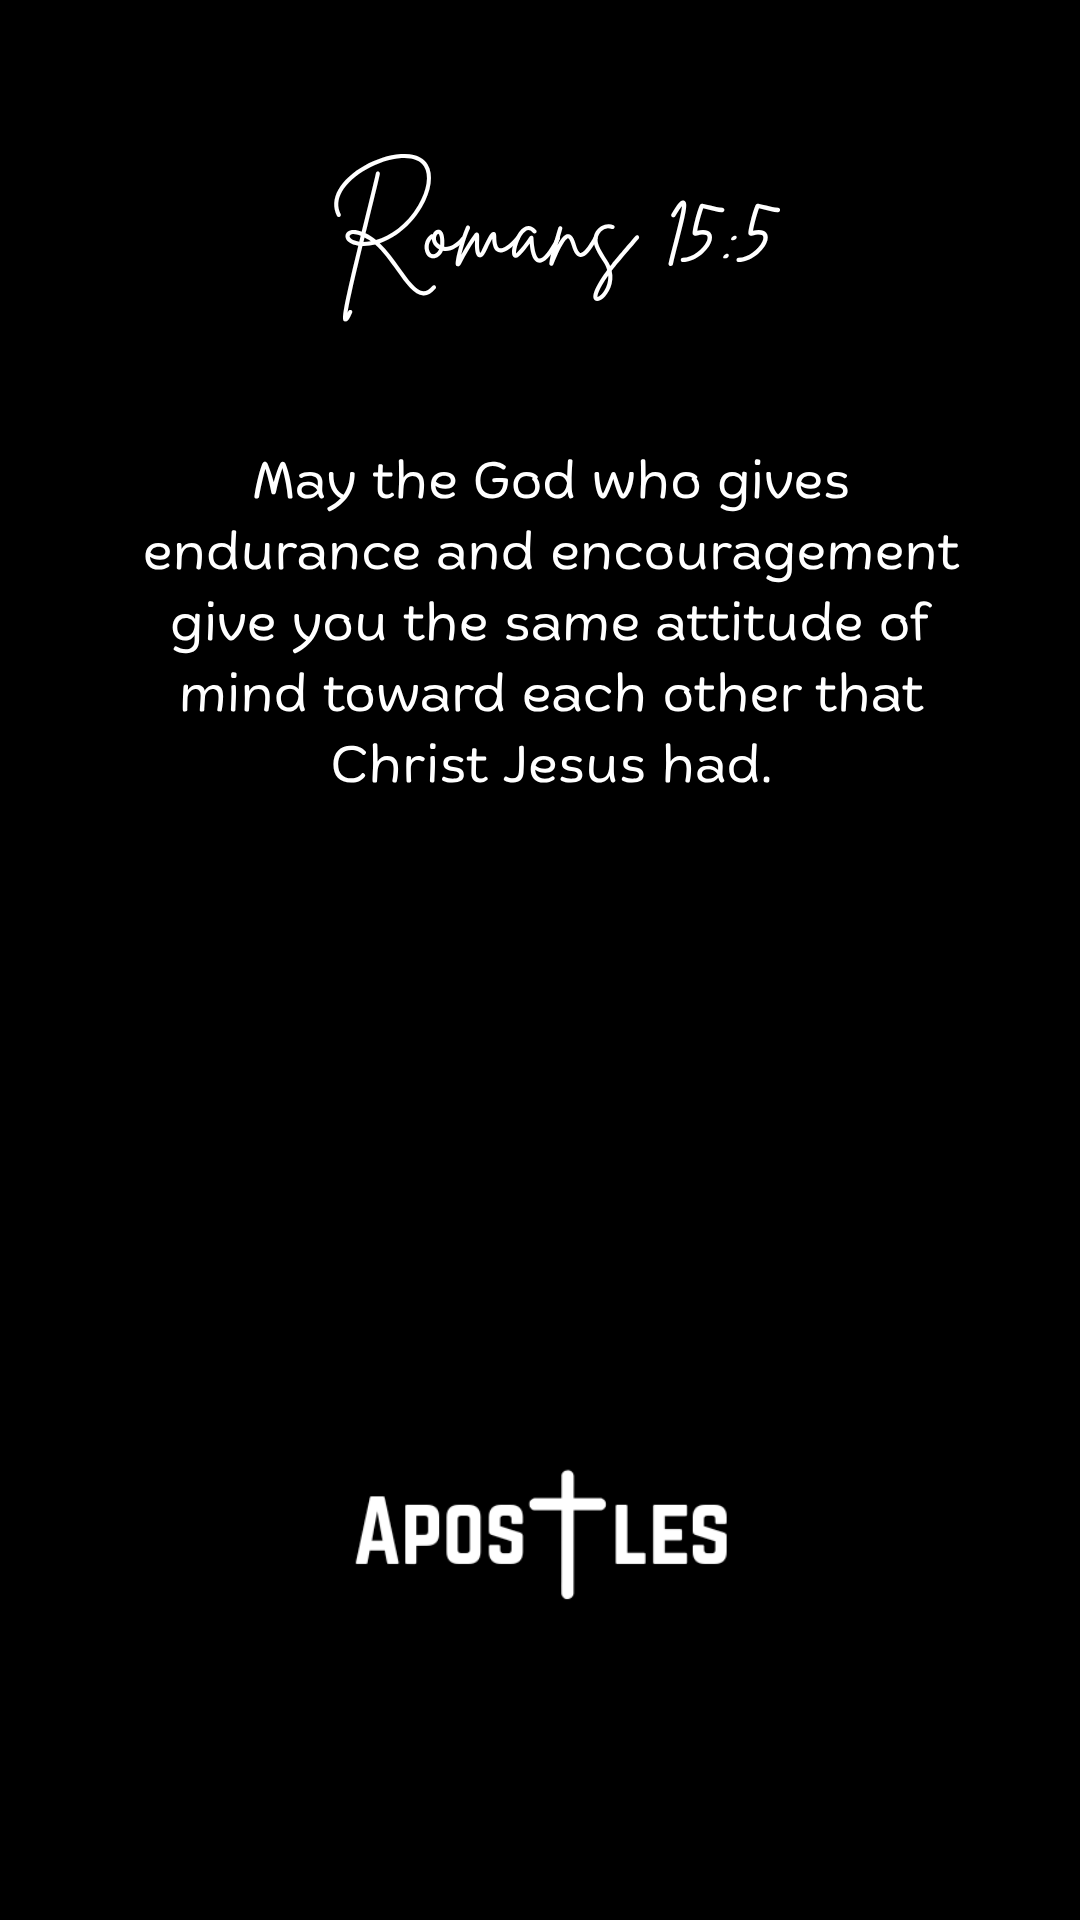 Romans 15:5
May the God who gives
endurance and encouragement
give you the same attitude of
mind toward each other that
Christ Jesus had.
APOSTLES